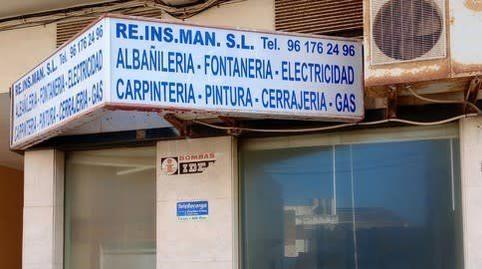 RE.INS.MAN. S.L. Tel. 96 176 24 96
ALBAÑILERIA - FONTANERIA - ELECTRICIDAD
CARPINTERIA - PINTURA - CERRAJERIA - GAS
RE.INS.MAN. S.L. Tel. 96 176 24 96
ALBAÑILERIA - FONTANERIA - ELECTRICIDAD
CARPINTERIA - PINTURA - CERRAJERIA - GAS
BOMBAS
TeleRecarga